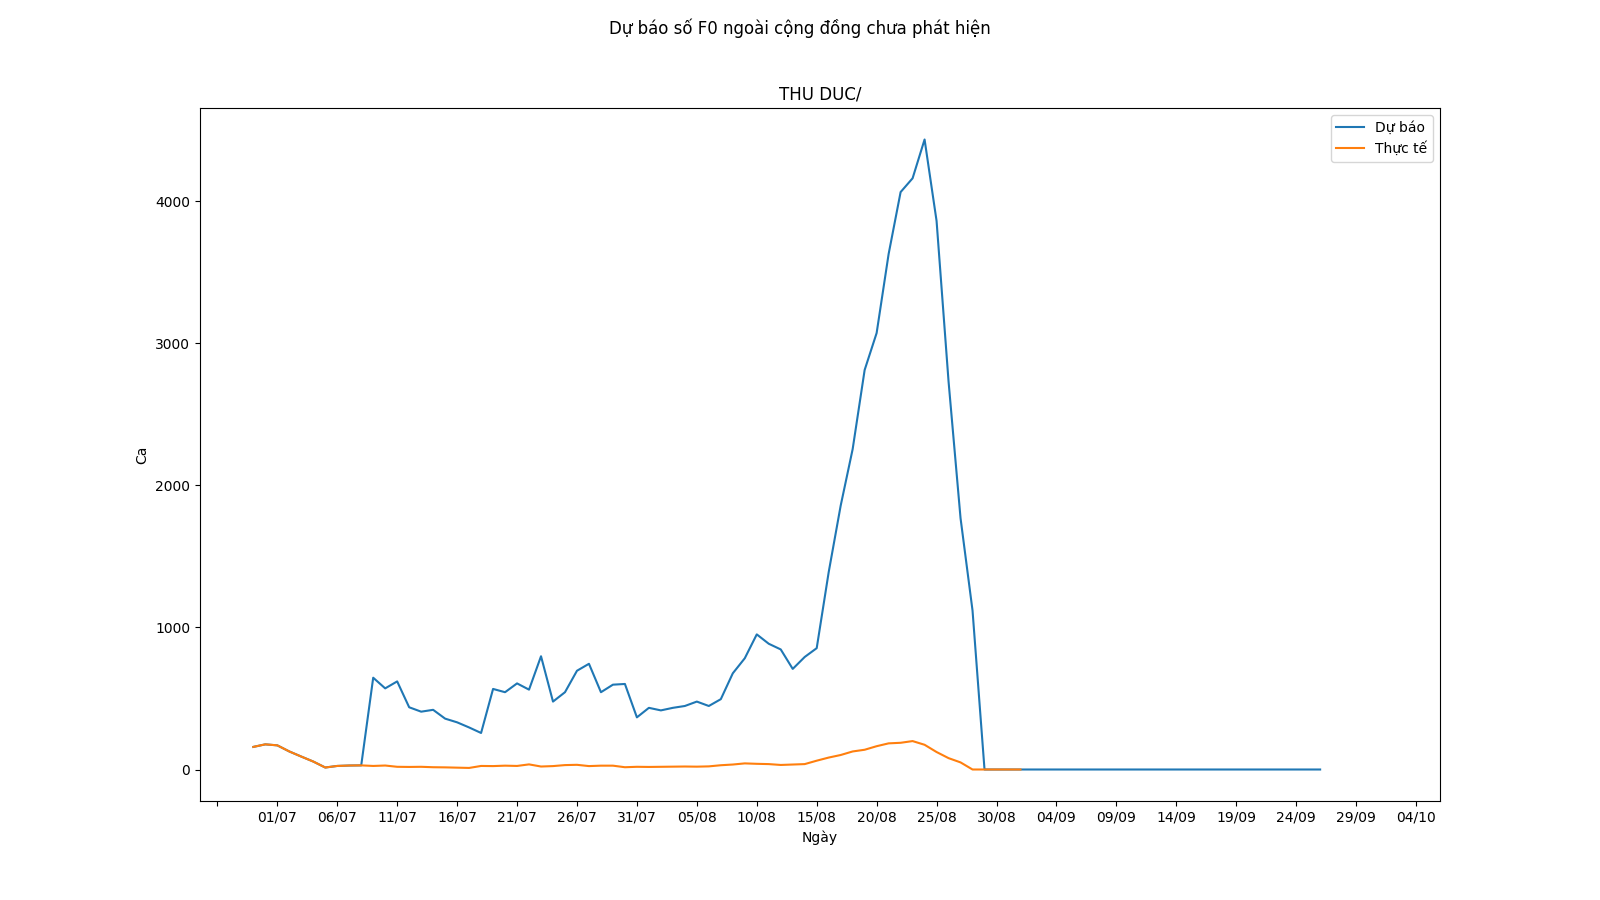 Dự báo số F0 ngoài cộng đồng chưa phát hiện
THU DUC/
Dự báo
Thực tế
4000
3000
2000
1000
0
Ca
01/07 06/07 11/07 16/07 21/07 26/07 31/07 05/08 10/08 15/08 20/08 25/08 30/08 04/09 09/09 14/09 19/09 24/09 29/09 04/10
Ngày